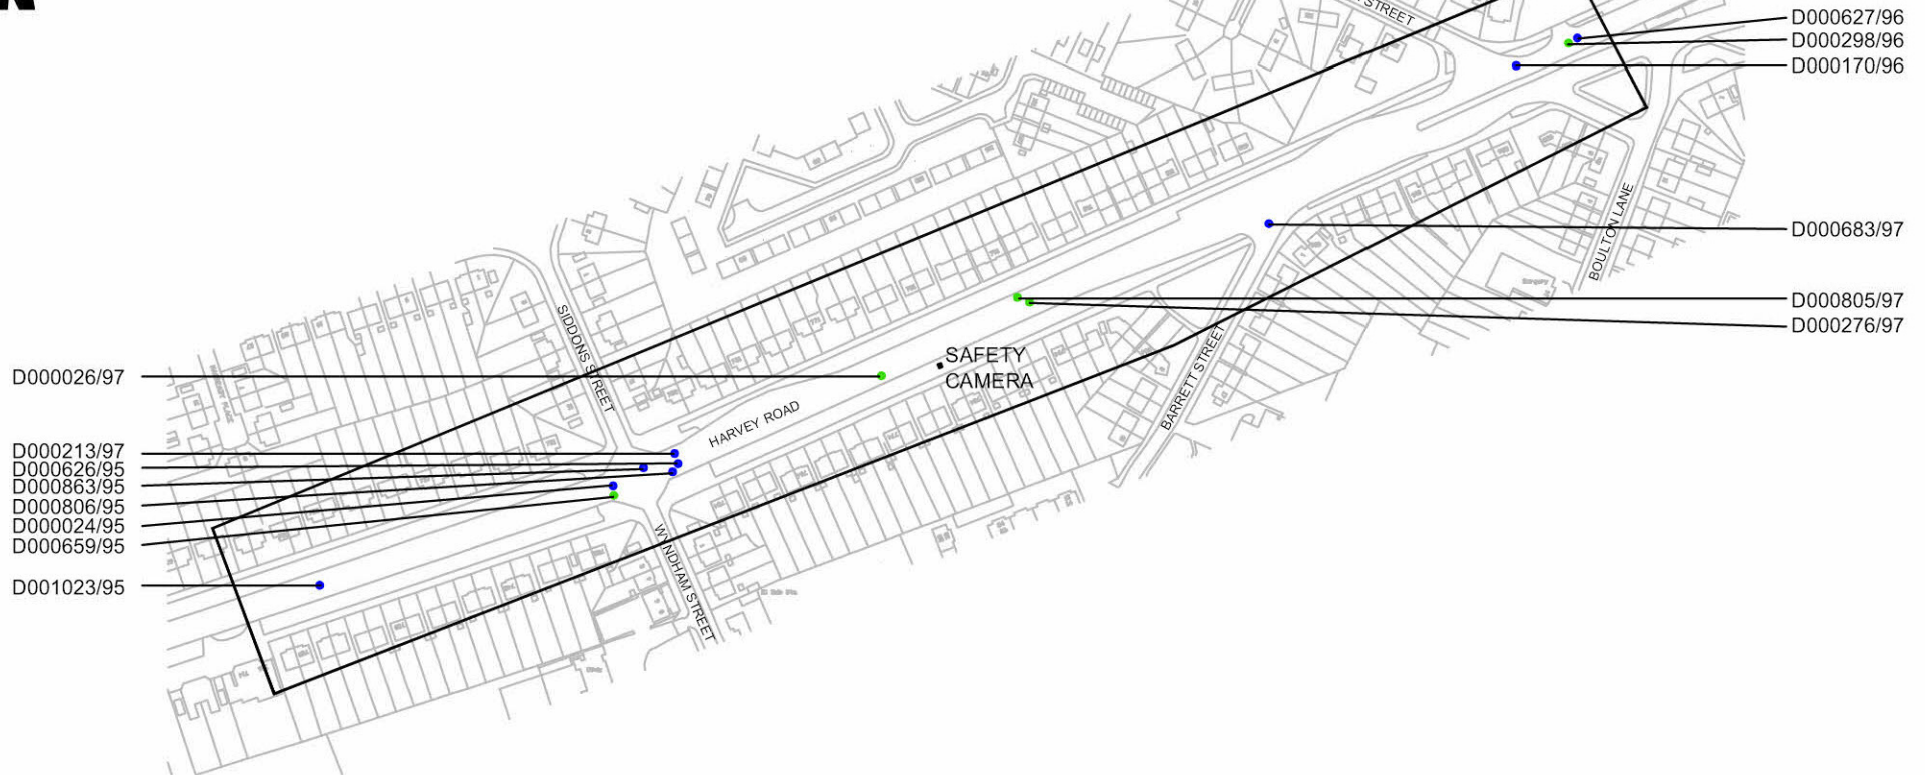 STREET
D000627/96
D000298/96
D000170/96
BOULTON LANE
D000683/97
D000805/97
D000276/97
SIDDONS STREET
SAFETY
CAMERA
BARRETT STREET
D000026/97
HARVEY ROAD
D000213/97
D000626/95
D000863/95
D000806/95
D000024/95
D000659/95
WYNDHAM STREET
D001023/95